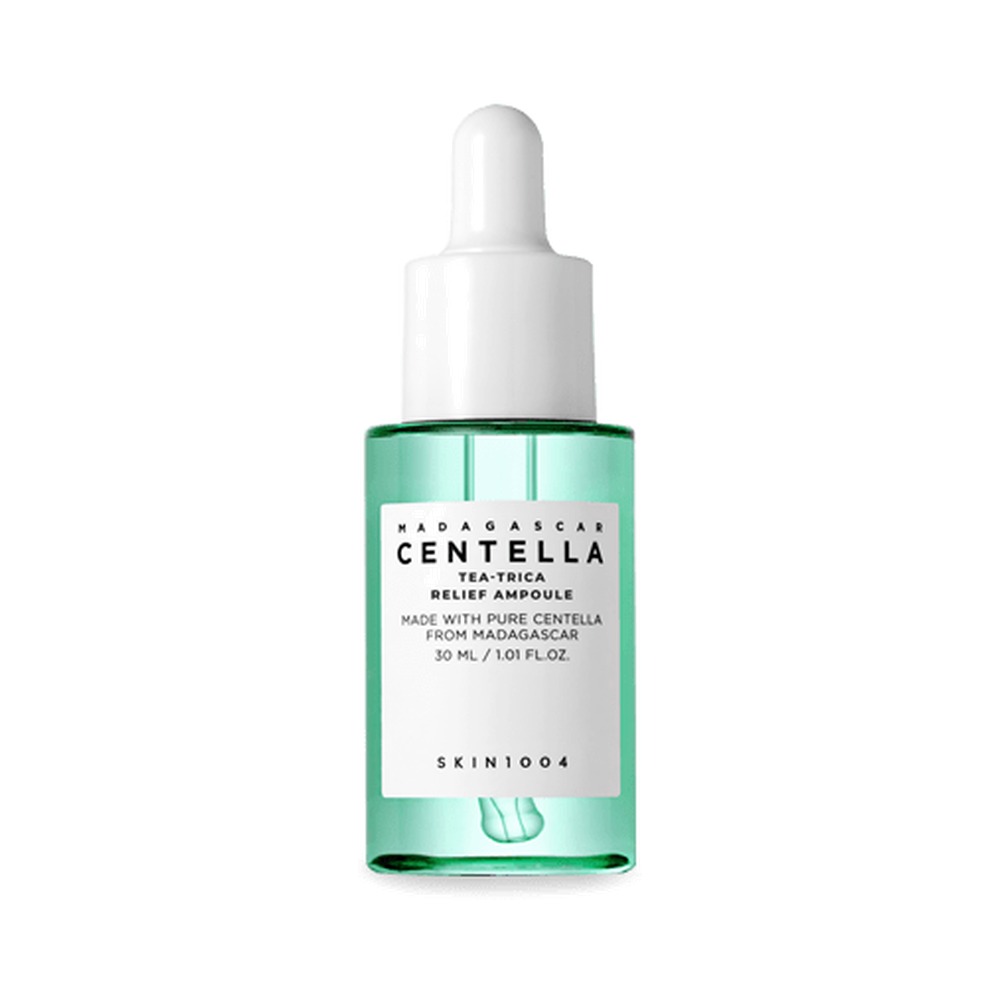 MADAGASCAR
CENTELLA
TEA-TRICA
RELIEF AMPOULE
MADE WITH PURE CENTELLA
FROM MADAGASCAR
30 ML / 1.01 FL.OZ.
SKIN1004